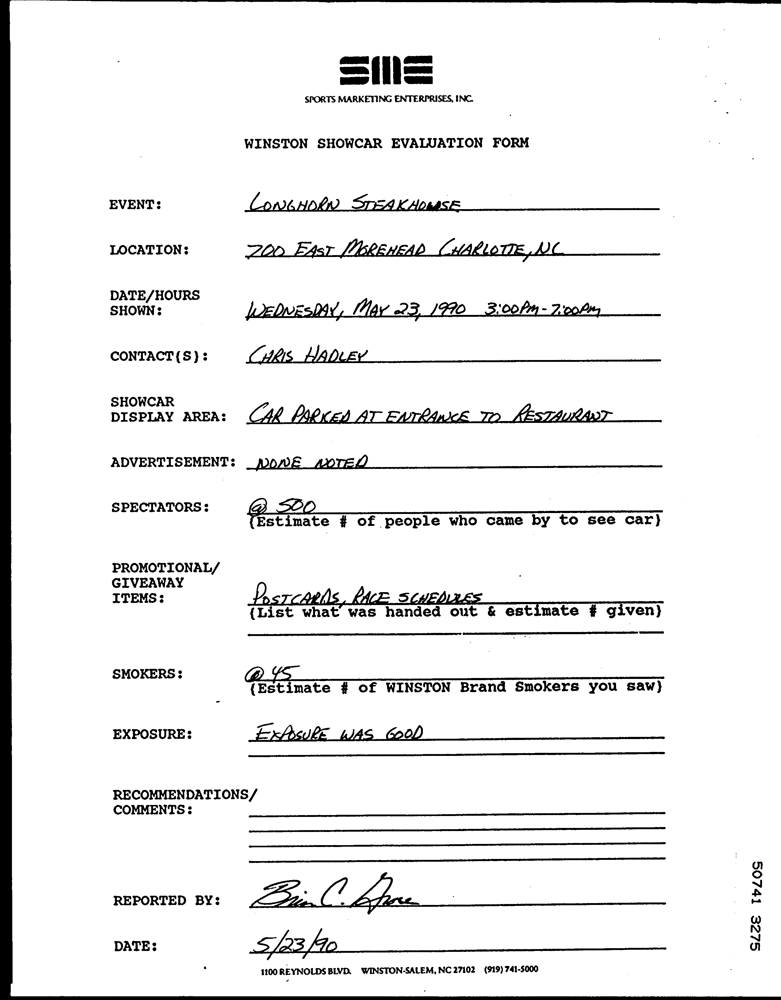 SME
SPORTS MARKETING ENTERPRISES, INC.
WINSTON SHOWCAR EVALUATION FORM
EVENT: LONGHORN STEAKHOUSE
LOCATION: 700 EAST MOREHEAD CHARLOTTE, NC
DATE/HOURS
SHOWN: WEDNESDAY, MAY 23, 1990 3:00PM-7:00PM
CONTACT(S): CHRIS HADLEY
SHOWCAR
DISPLAY AREA: CAR PARKED AT ENTRANCE TO RESTAURANT
ADVERTISEMENT: NONE NOTED
SPECTATORS: @ 500
(Estimate # of people who came by to see car)
PROMOTIONAL/
GIVEAWAY
ITEMS: POSTCARDS, RACE SCHEDULES
(List what was handed out & estimate # given)
SMOKERS: @ 45
(Estimate # of WINSTON Brand Smokers you saw)
EXPOSURE: EXPOSURE WAS GOOD
RECOMMENDATIONS/
COMMENTS:
REPORTED BY: Brian C.
DATE: 5/23/90
1100 REYNOLDS BLVD. WINSTON-SALEM, NC 27102 (919) 741-5000
50741 3275